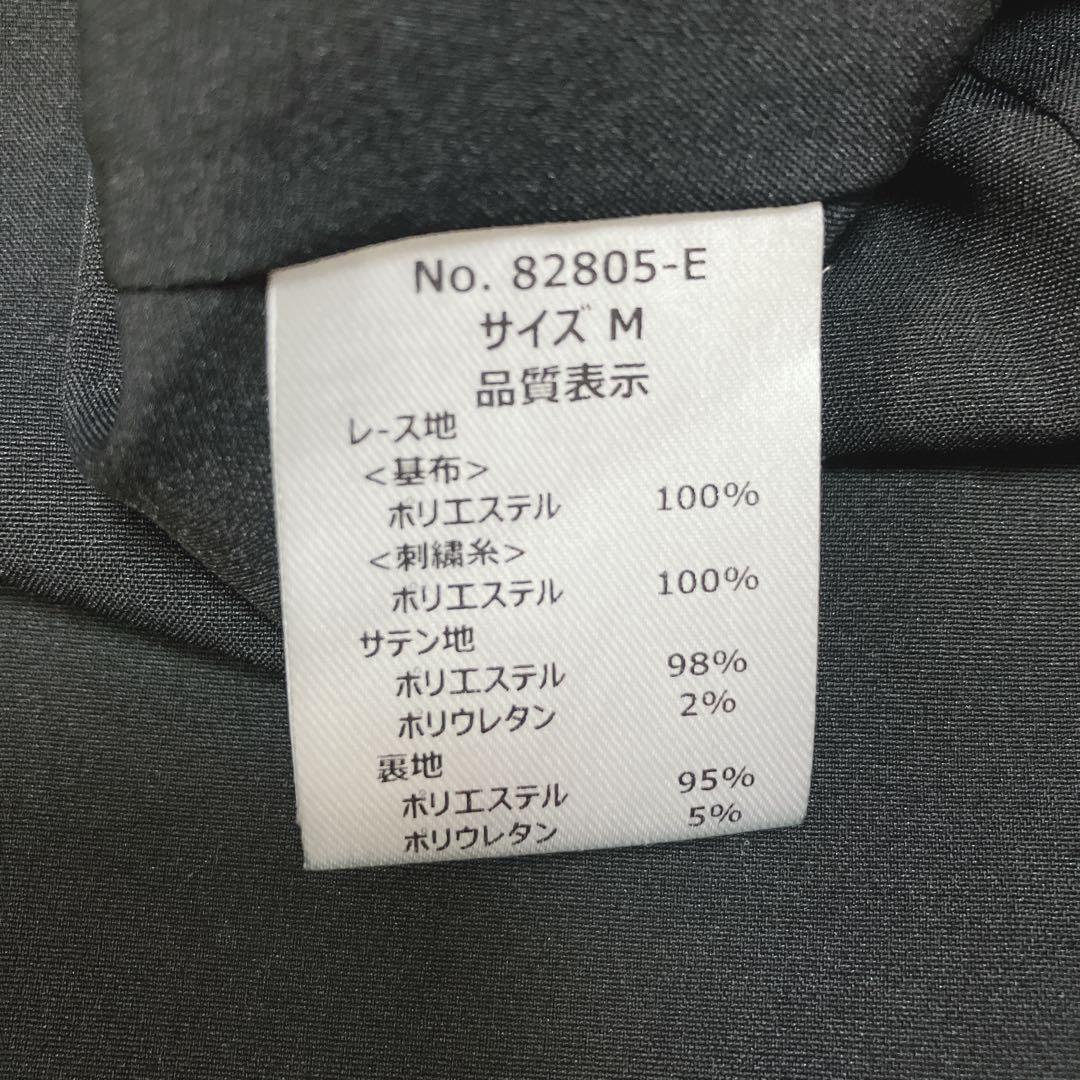 No. 82805-E
サイズ M
品質表示
レ-ス地
<基布>
ポリエステル 100%
<刺繍糸>
ポリエステル 100%
サテン地
ポリエステル 98%
ポリウレタン 2%
裏地
ポリエステル 95%
ポリウレタン 5%